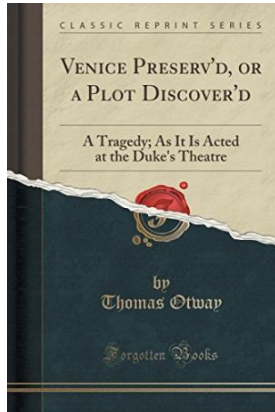 CLASSIC REPRINT SERIES
VENICE PRESERV'D, OR
A PLOT DISCOVER'D
A Tragedy; As It Is Acted
at the Duke's Theatre
by
Thomas Otway
Forgotten Books